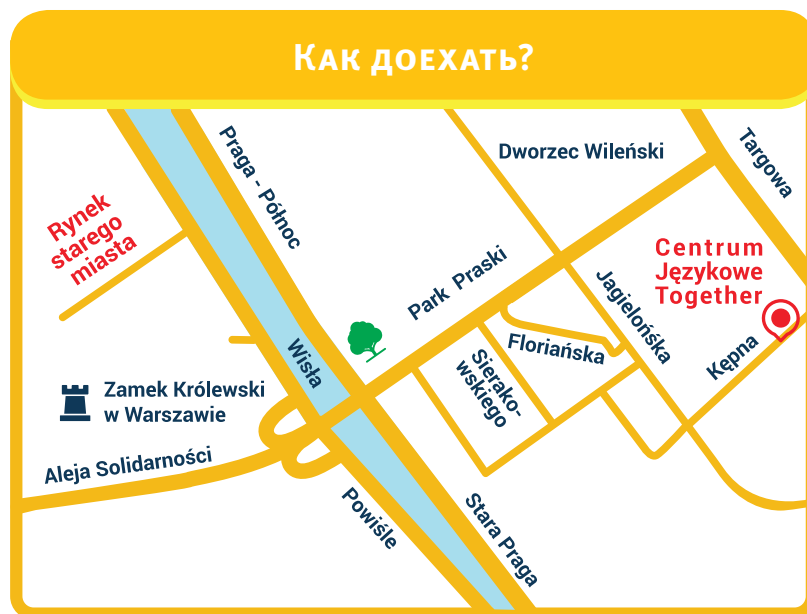 Как доехать?
Praga - Północ
Dworzec Wileński
Targowa
Rynek
starego
miasta
Centrum
Językowe
Together
Park Praski
Jagielońska
Floriańska
Kępna
Sierako-
wskiego
Wisła
Zamek Królewski
w Warszawie
Aleja Solidarności
Powiśle
Stara Praga